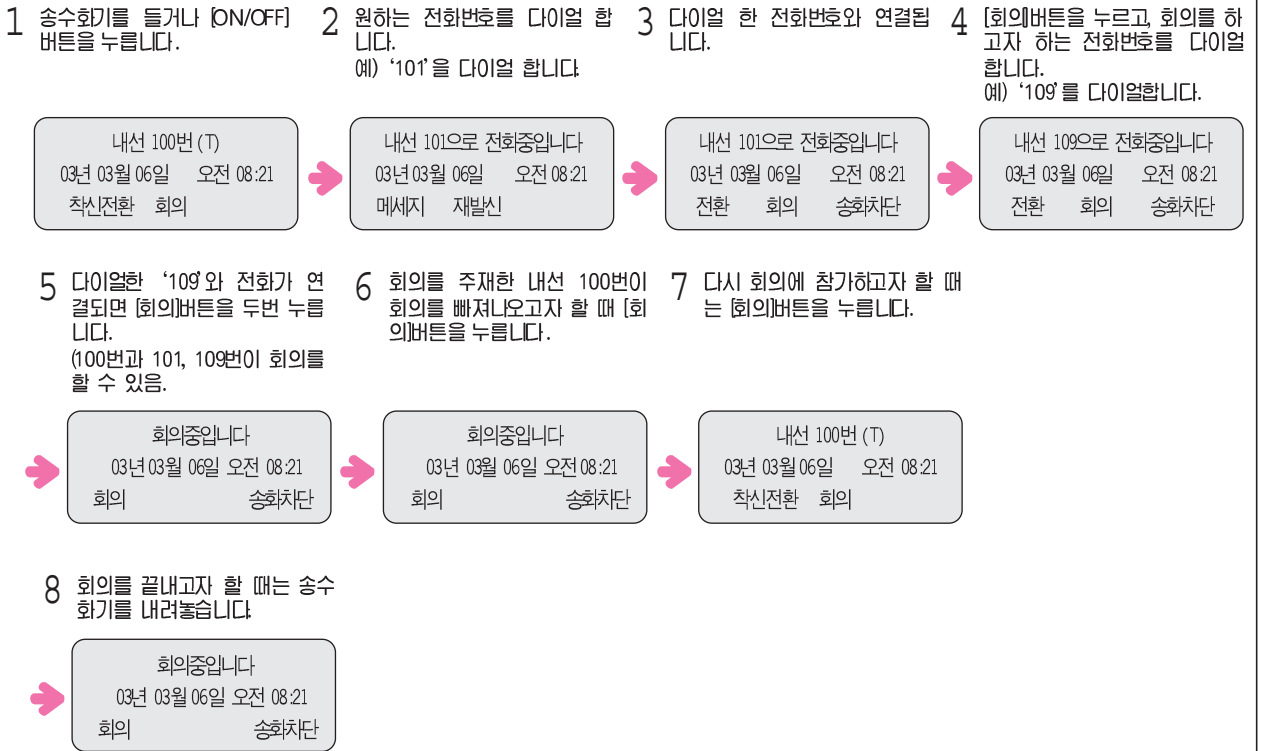 1 송수화기를 들거나 [ON/OFF]
버튼을 누릅니다.
2 원하는 전화번호를 다이얼 합
니다.
예) ‘101’을 다이얼 합니다.
3 다이얼 한 전화번호와 연결됩
니다.
4 [회의]버튼을 누르고, 회의를 하
고자 하는 전화번호를 다이얼
합니다.
예) ‘109’를 다이얼합니다.
내선 100번 (T)
03년 03월 06일 오전 08:21
착신전환 회의
내선 101으로 전화중입니다
03년 03월 06일 오전 08:21
메세지 재발신
내선 101으로 전화중입니다
03년 03월 06일 오전 08:21
전환 회의 송화차단
내선 109으로 전화중입니다
03년 03월 06일 오전 08:21
전환 회의 송화차단
5 다이얼한 ‘109’와 전화가 연
결되면 [회의]버튼을 두번 누릅
니다.
(100번과 101, 109번이 회의를
할 수 있음.
6 회의를 주재한 내선 100번이
회의를 빠져나오고자 할 때 [회
의]버튼을 누릅니다.
7 다시 회의에 참가하고자 할 때
는 [회의]버튼을 누릅니다.
회의중입니다
03년 03월 06일 오전 08:21
회의 송화차단
회의중입니다
03년 03월 06일 오전 08:21
회의 송화차단
내선 100번 (T)
03년 03월 06일 오전 08:21
착신전환 회의
8 회의를 끝내고자 할 때는 송수
화기를 내려놓습니다.
회의중입니다
03년 03월 06일 오전 08:21
회의 송화차단